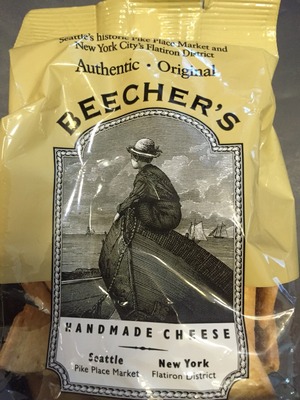 Seattle's historic Pike Place Market and
New York City's Flatiron District
Authentic · Original
BEECHER'S
HANDMADE CHEESE
Seattle New York
Pike Place Market Flatiron District